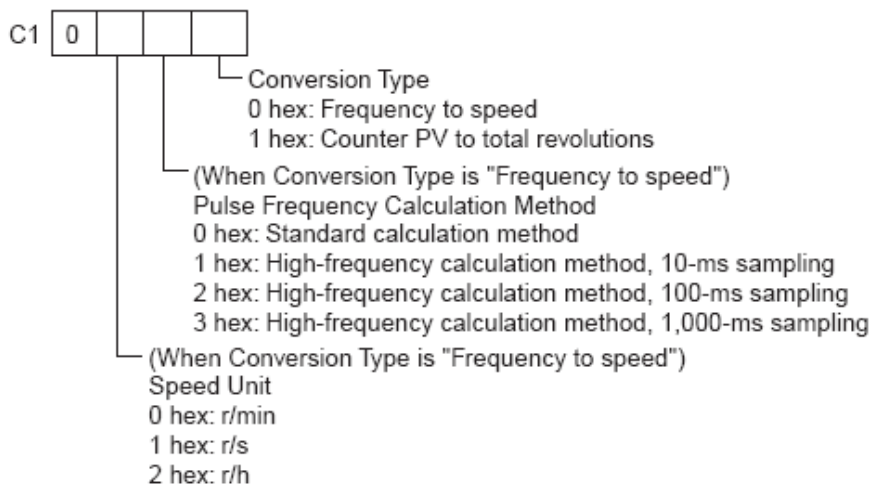 C1 0
Conversion Type
0 hex: Frequency to speed
1 hex: Counter PV to total revolutions
(When Conversion Type is "Frequency to speed")
Pulse Frequency Calculation Method
0 hex: Standard calculation method
1 hex: High-frequency calculation method, 10-ms sampling
2 hex: High-frequency calculation method, 100-ms sampling
3 hex: High-frequency calculation method, 1,000-ms sampling
(When Conversion Type is "Frequency to speed")
Speed Unit
0 hex: r/min
1 hex: r/s
2 hex: r/h